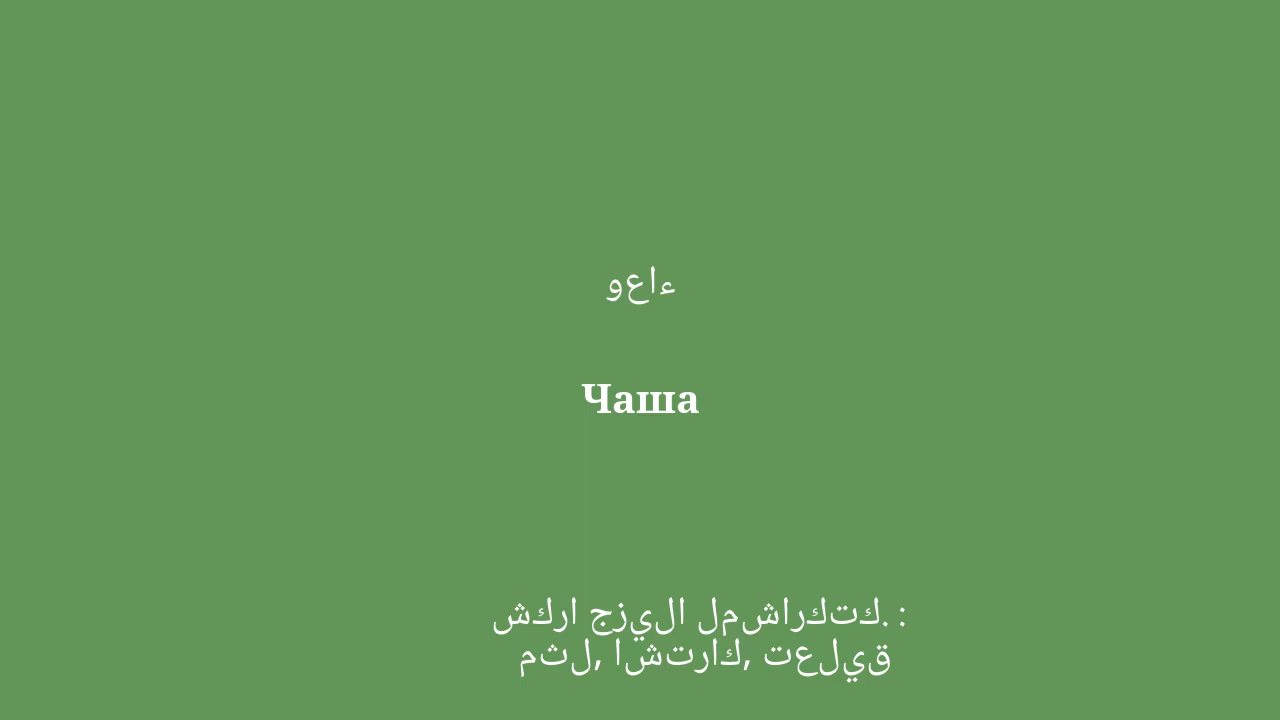 وعاء
Чаша
شكرا جزيلا لمشاركتك. :
مثل, اشتراك, تعليق